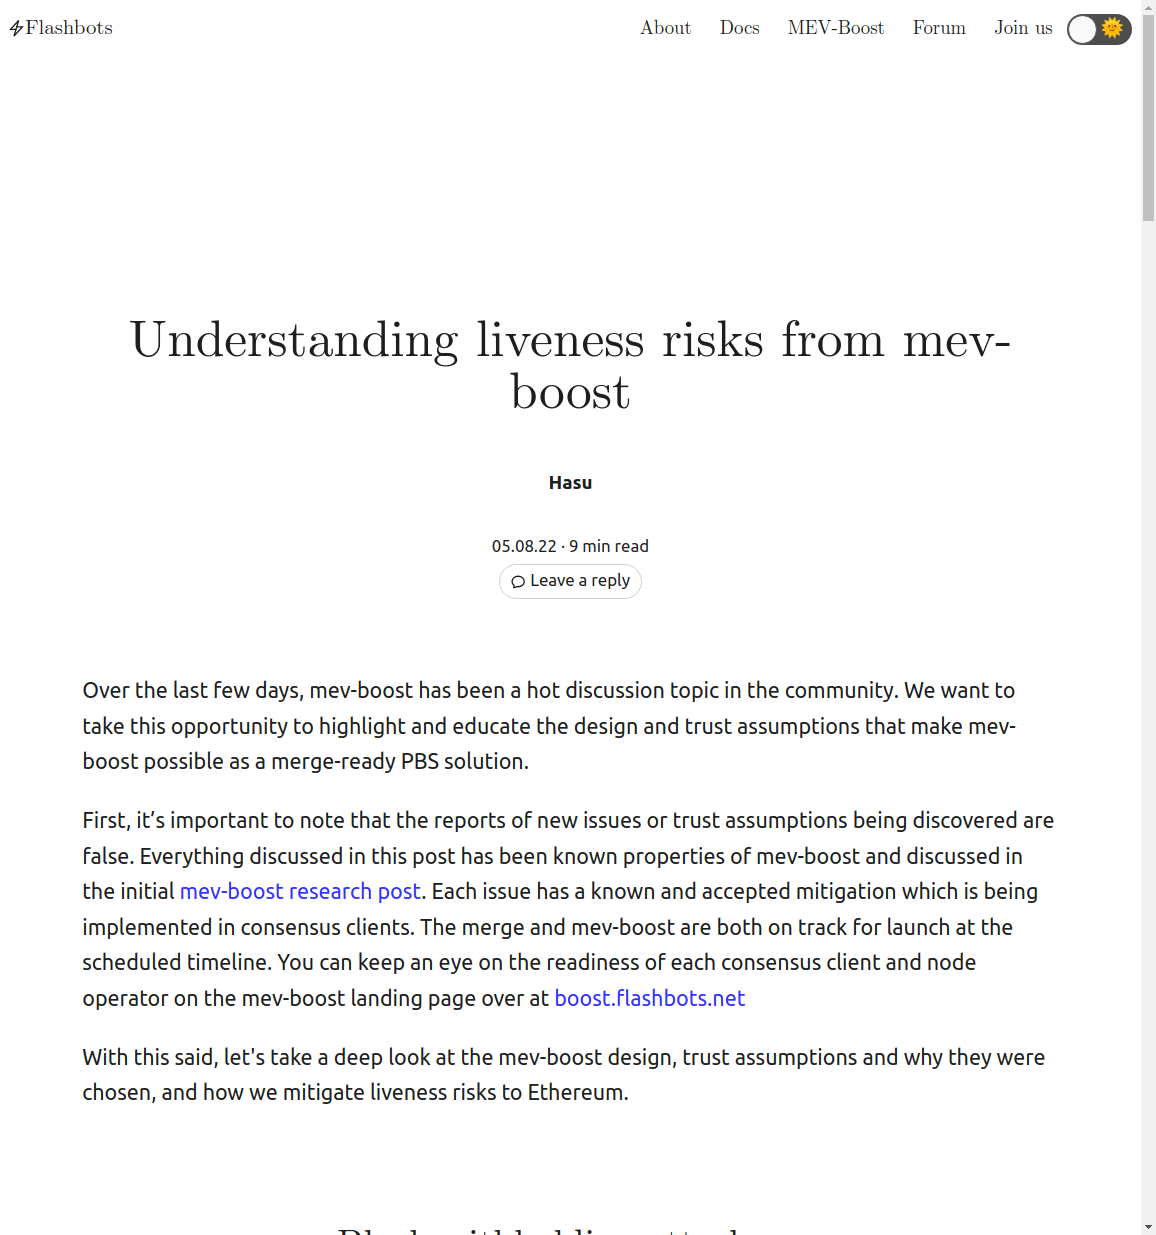 Flashbots
About Docs MEV-Boost Forum Join us
Understanding liveness risks from mev-
boost
Hasu
05.08.22 · 9 min read
Leave a reply
Over the last few days, mev-boost has been a hot discussion topic in the community. We want to
take this opportunity to highlight and educate the design and trust assumptions that make mev-
boost possible as a merge-ready PBS solution.
First, it’s important to note that the reports of new issues or trust assumptions being discovered are
false. Everything discussed in this post has been known properties of mev-boost and discussed in
the initial mev-boost research post. Each issue has a known and accepted mitigation which is being
implemented in consensus clients. The merge and mev-boost are both on track for launch at the
scheduled timeline. You can keep an eye on the readiness of each consensus client and node
operator on the mev-boost landing page over at boost.flashbots.net
With this said, let's take a deep look at the mev-boost design, trust assumptions and why they were
chosen, and how we mitigate liveness risks to Ethereum.